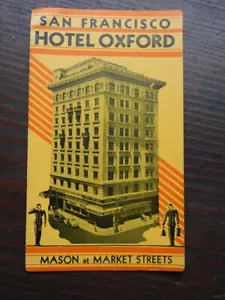 SAN FRANCISCO
HOTEL OXFORD
MASON at MARKET STREETS